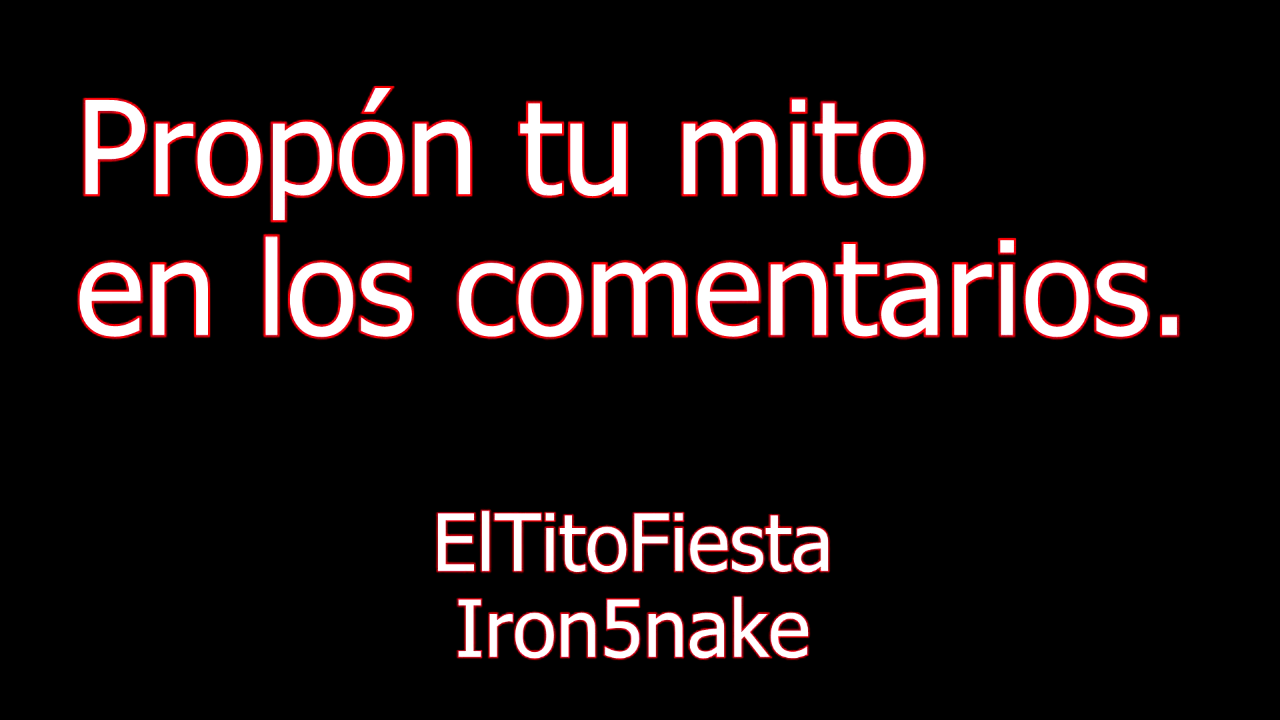 Propón tu mito
en los comentarios.
ElTitoFiesta
Iron5nake